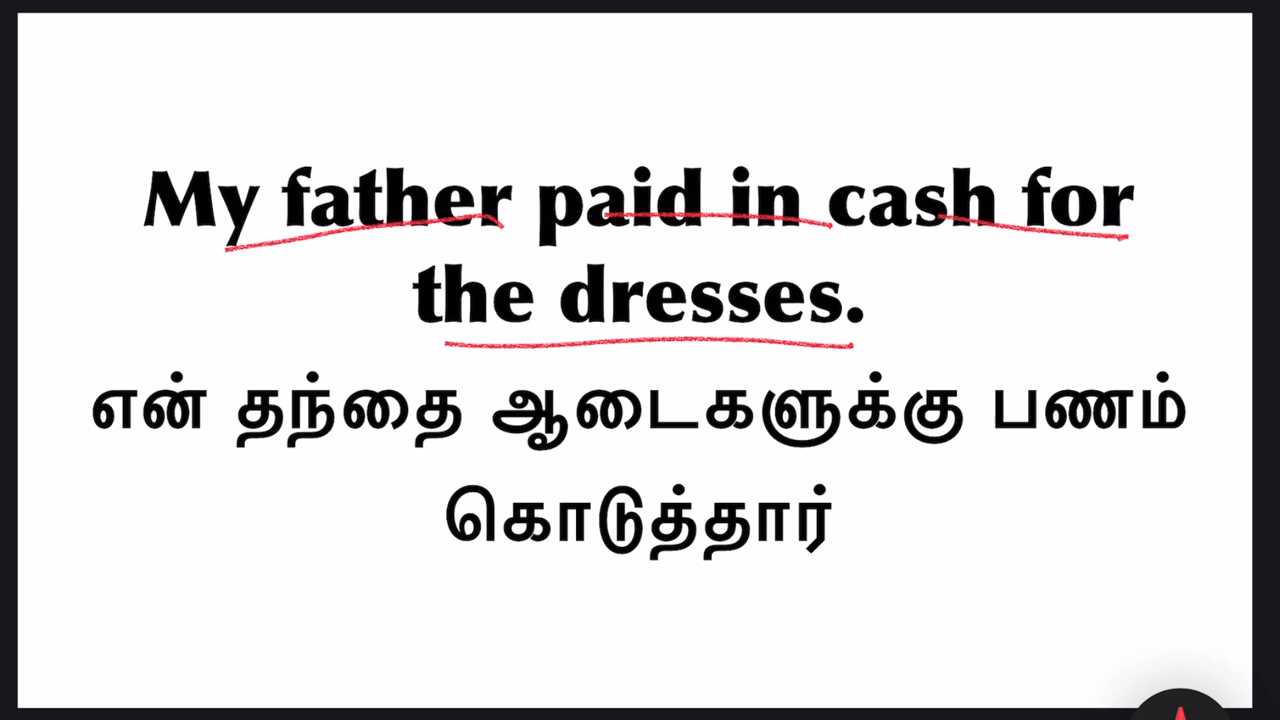 My father paid in cash for
the dresses.
என் தந்தை ஆடைகளுக்கு பணம்
கொடுத்தார்